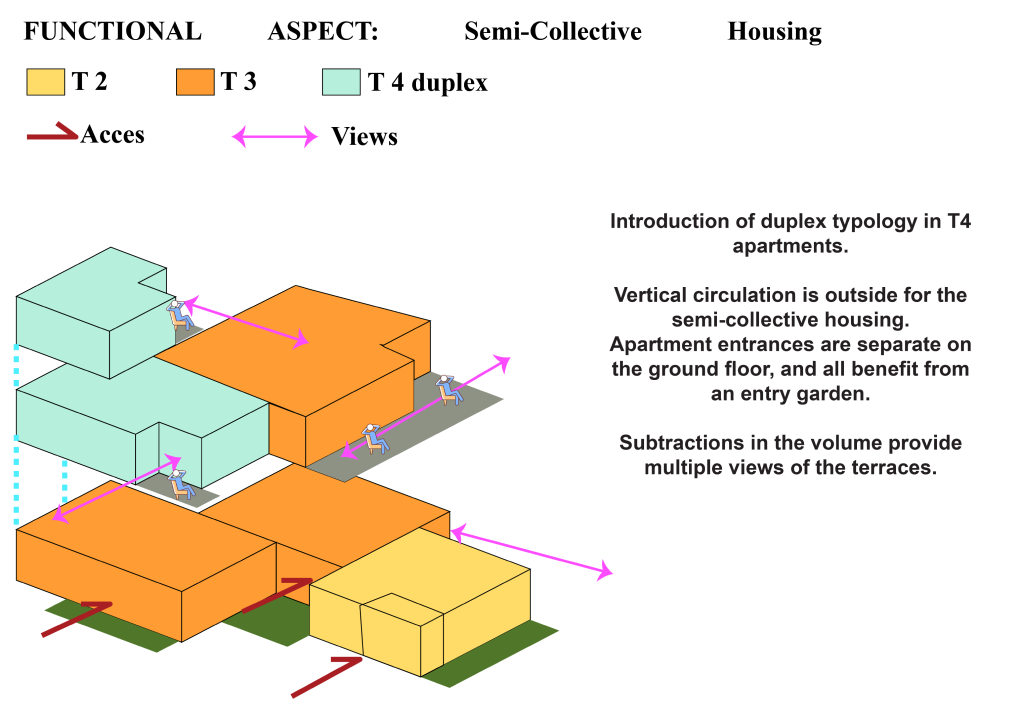 FUNCTIONAL ASPECT: Semi-Collective Housing
T 2 T 3 T 4 duplex
Acces Views
Introduction of duplex typology in T4
apartments.
Vertical circulation is outside for the
semi-collective housing.
Apartment entrances are separate on
the ground floor, and all benefit from
an entry garden.
Subtractions in the volume provide
multiple views of the terraces.